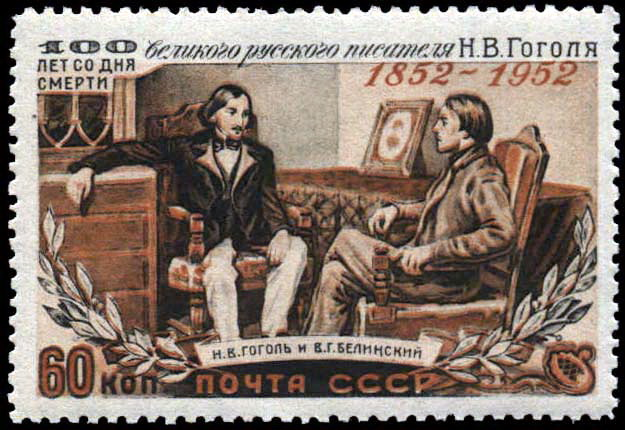 100 великого русского писателя Н.В.Гоголя
ЛЕТ СО ДНЯ
СМЕРТИ
1852-1952
Н.В.ГОГОЛЬ И В.Г.БЕЛИНСКИЙ
60 КОП ПОЧТА СССР